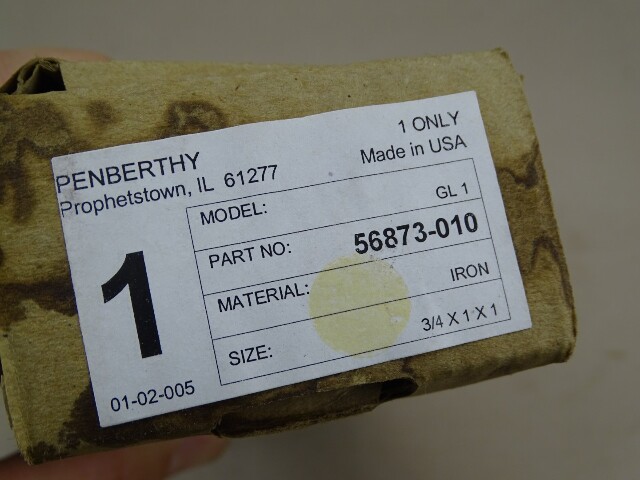 PENBERTHY
Prophetstown, IL 61277
1 ONLY
Made in USA
1
01-02-005
MODEL: GL 1
PART NO: 56873-010
MATERIAL: IRON
SIZE: 3/4 X 1 X 1